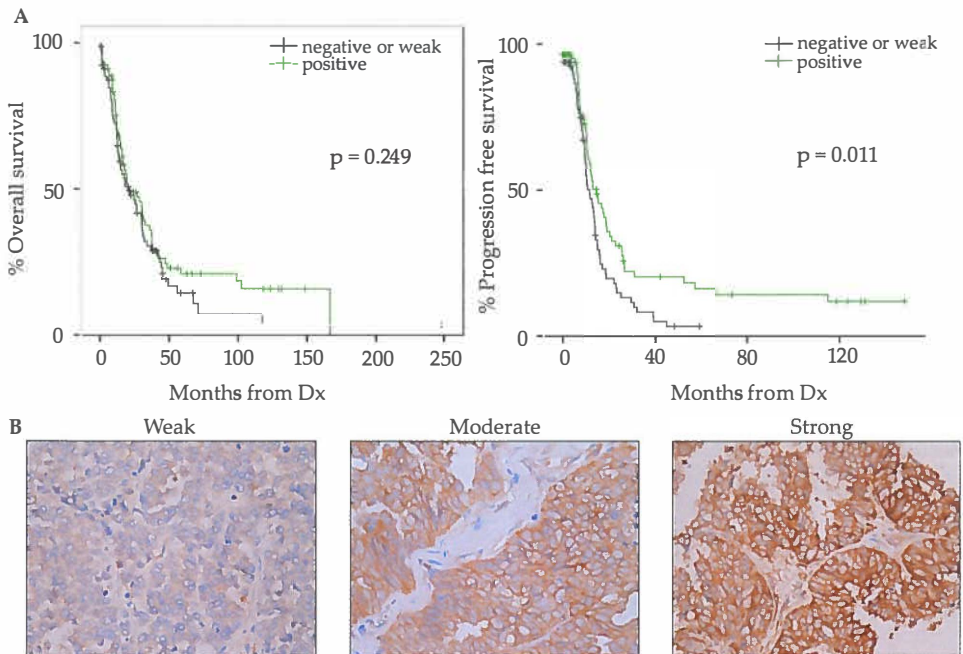 A
100
50
0
% Overall survival
negative or weak
positive
p = 0.249
0 50 100 150 200 250
Months from Dx
100
50
0
% Progression free survival
negative or weak
positive
p = 0.011
0 40 80 120
Months from Dx
B
Weak
Moderate
Strong